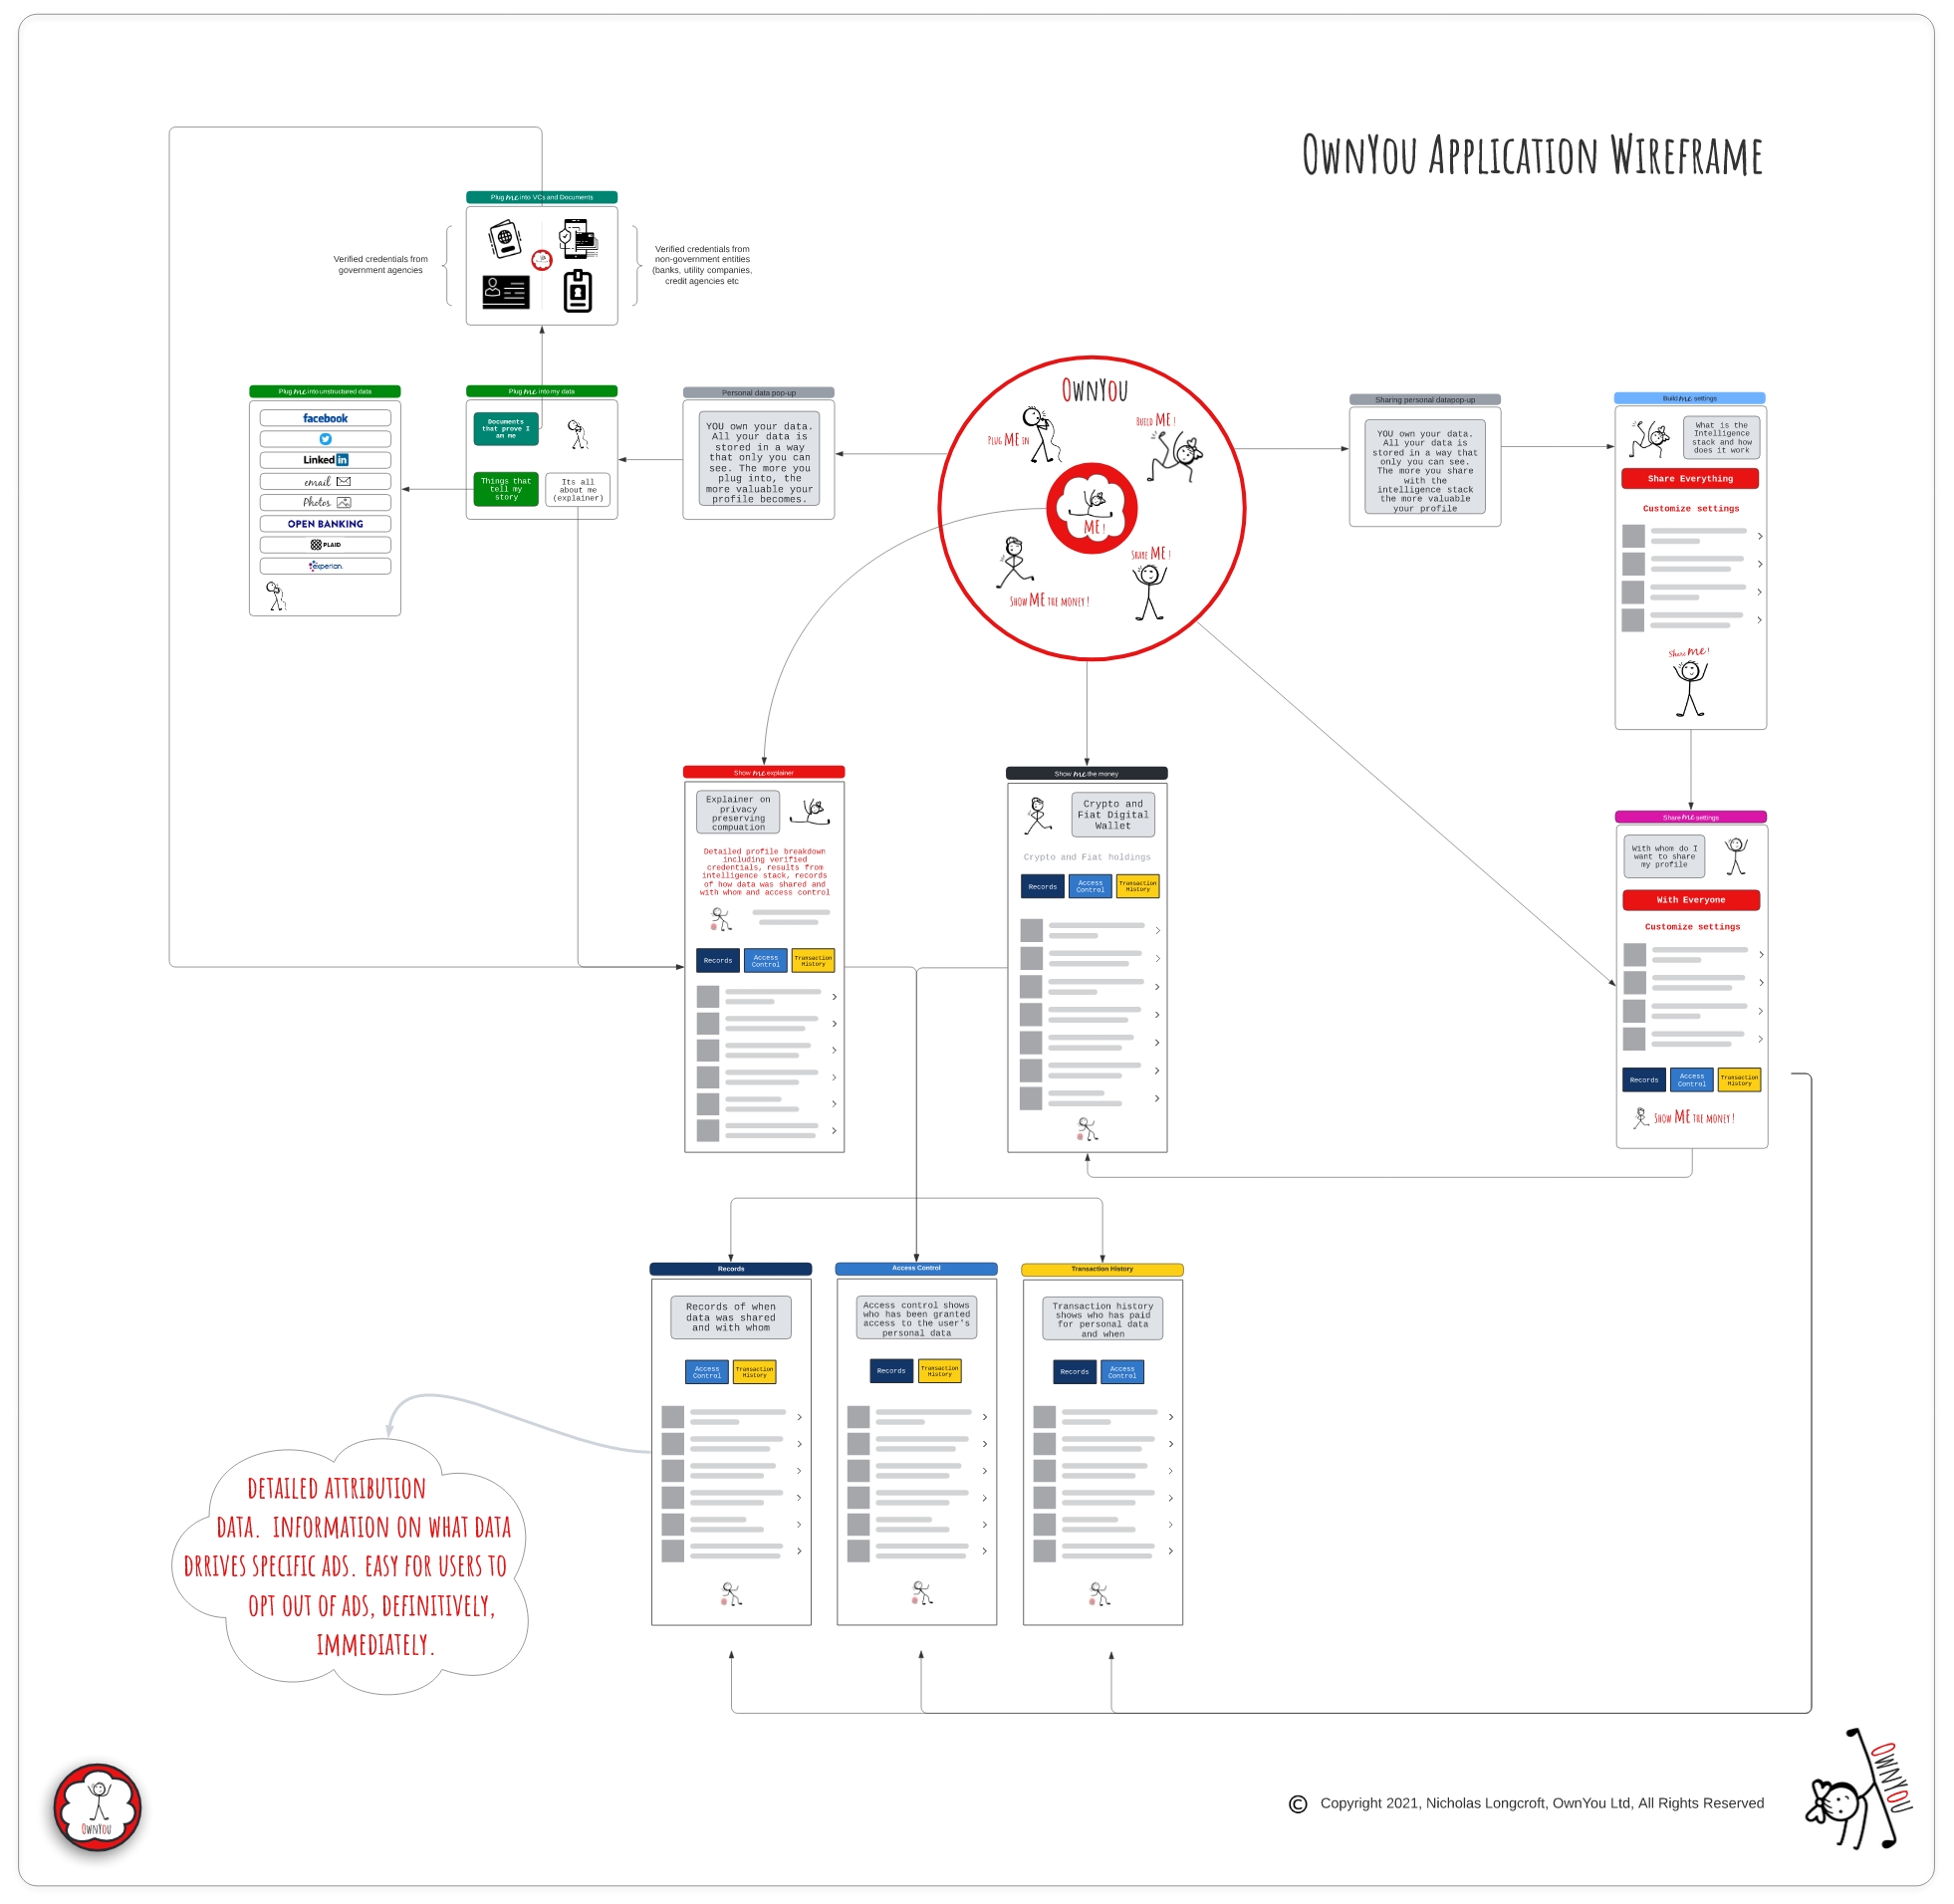 OwnYou Application Wireframe
Plug me into VCs and Documents
Verified credentials from
government agencies
Verified credentials from
non-government entities
(banks, utility companies,
credit agencies etc
Plug me into unstructured data
facebook
Linked in
email
Photos
OPEN BANKING
PLAID
experian.
Plug me into my data
Documents
that prove I
am me
Things that
tell my
story
Its all
about me
(explainer)
Personal data pop-up
YOU own your data.
All your data is
stored in a way
that only you can
see. The more you
plug into, the
more valuable your
profile becomes.
OwnYou
Plug ME in
Build ME !
ME !
Share ME !
Show ME the money !
Sharing personal datapop-up
YOU own your data.
All your data is
stored in a way that
only you can see.
The more you share
with the
intelligence stack
the more valuable
your profile
Build me settings
What is the
Intelligence
stack and how
does it work
Share Everything
Customize settings
Share me !
Show me explainer
Explainer on
privacy
preserving
compuation
Detailed profile breakdown
including verified
credentials, results from
intelligence stack, records
of how data was shared and
with whom and access control
Records
Access
Control
Transaction
History
Show me the money
Crypto and
Fiat Digital
Wallet
Crypto and Fiat holdings
Records
Access
Control
Transaction
History
Share me settings
With whom do I
want to share
my profile
With Everyone
Customize settings
Records
Access
Control
Transaction
History
Show ME the money !
Records
Records of when
data was shared
and with whom
Access
Control
Transaction
History
Access Control
Access control shows
who has been granted
access to the user's
personal data
Records
Transaction
History
Transaction History
Transaction history
shows who has paid
for personal data
and when
Records
Access
Control
Detailed attribution
data. Information on what data
drrives specific ads. Easy for users to
opt out of ads, definitively,
immediately.
OwnYou
© Copyright 2021, Nicholas Longcroft, OwnYou Ltd, All Rights Reserved
OwnYou